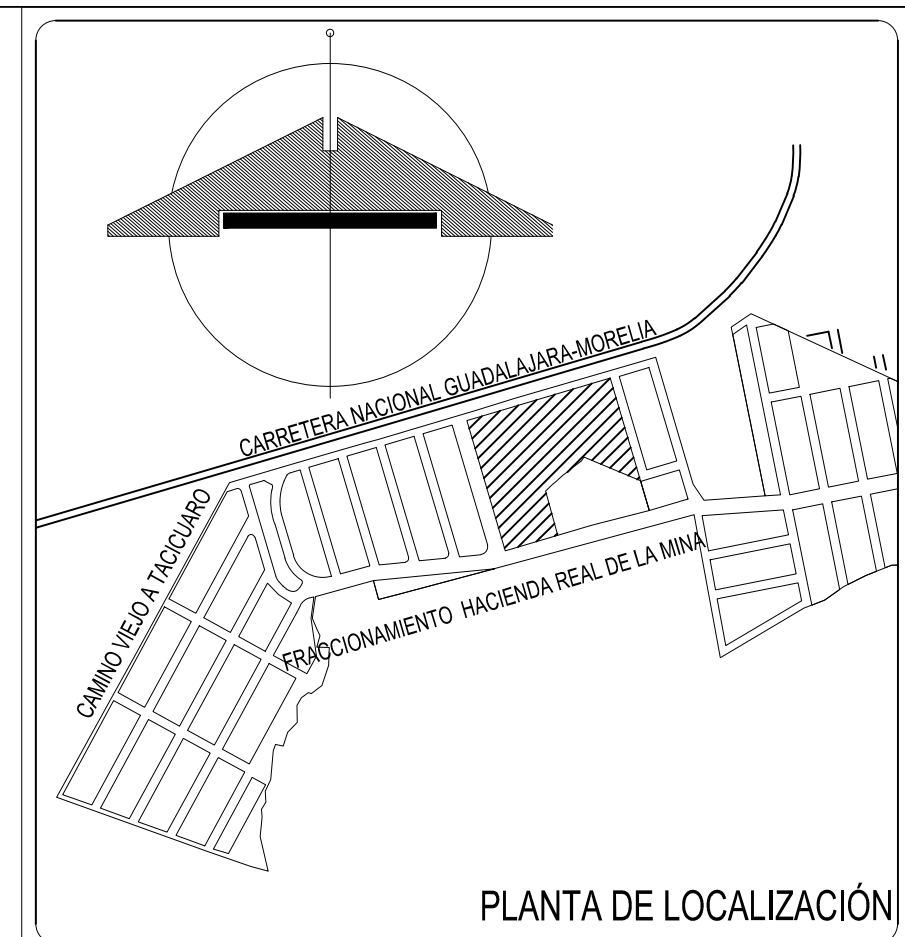 CARRETERA NACIONAL GUADALAJARA-MORELIA
CAMINO VIEJO A TACICUARO
FRACCIONAMIENTO HACIENDA REAL DE LA MINA
PLANTA DE LOCALIZACIÓN